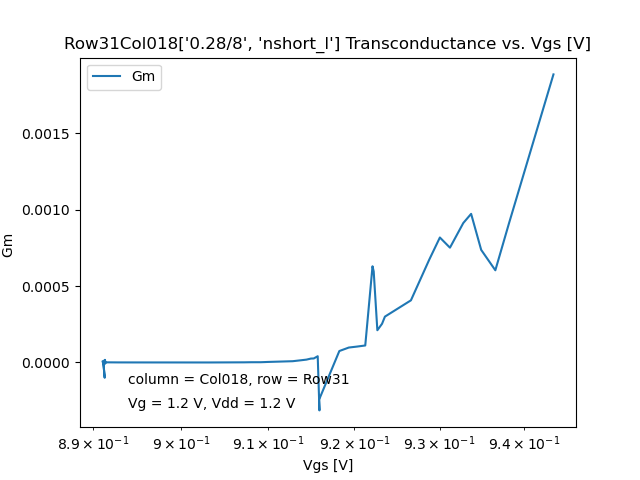 Row31Col018['0.28/8', 'nshort_l'] Transconductance vs. Vgs [V]
Gm
0.0015
0.0010
Gm
0.0005
0.0000
column = Col018, row = Row31
Vg = 1.2 V, Vdd = 1.2 V
8.9 × 10⁻¹ 9 × 10⁻¹ 9.1 × 10⁻¹ 9.2 × 10⁻¹ 9.3 × 10⁻¹ 9.4 × 10⁻¹
Vgs [V]